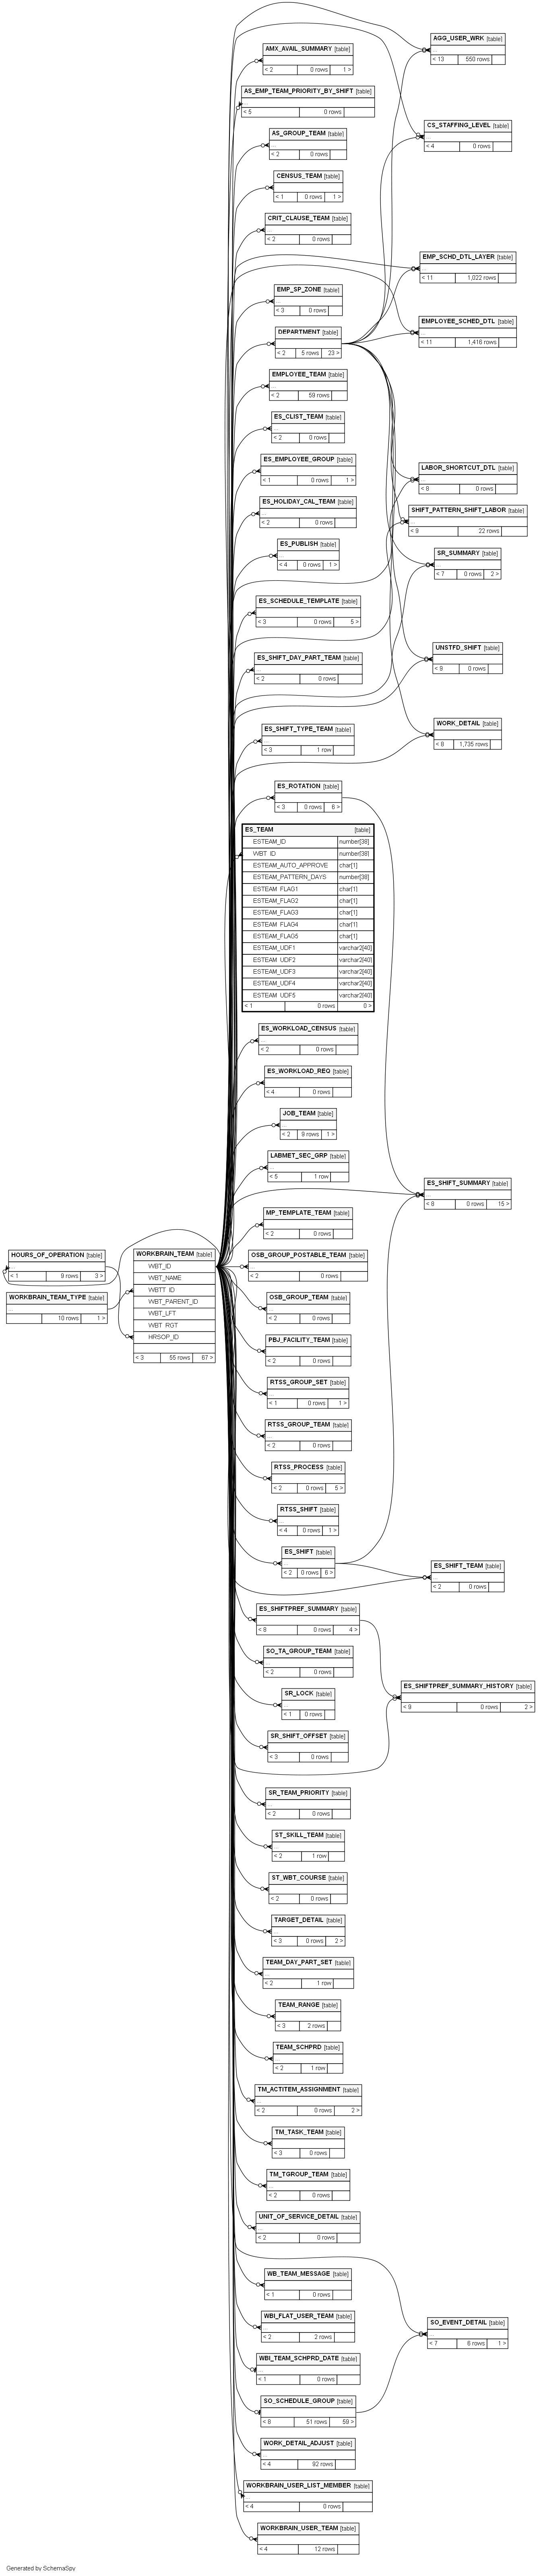 AGG_USER_WRK [table]
...
< 13 550 rows
AMX_AVAIL_SUMMARY [table]
...
< 2 0 rows 1 >
AS_EMP_TEAM_PRIORITY_BY_SHIFT [table]
...
< 5 0 rows
CS_STAFFING_LEVEL [table]
...
< 4 0 rows
AS_GROUP_TEAM [table]
...
< 2 0 rows
CENSUS_TEAM [table]
...
< 1 0 rows 1 >
CRIT_CLAUSE_TEAM [table]
...
< 2 0 rows
EMP_SCHD_DTL_LAYER [table]
...
< 11 1,022 rows
EMP_SP_ZONE [table]
...
< 3 0 rows
EMPLOYEE_SCHED_DTL [table]
...
< 11 1,416 rows
DEPARTMENT [table]
...
< 2 5 rows 23 >
EMPLOYEE_TEAM [table]
...
< 2 59 rows
ES_CLIST_TEAM [table]
...
< 2 0 rows
ES_EMPLOYEE_GROUP [table]
...
< 1 0 rows 1 >
LABOR_SHORTCUT_DTL [table]
...
< 8 0 rows
ES_HOLIDAY_CAL_TEAM [table]
...
< 2 0 rows
SHIFT_PATTERN_SHIFT_LABOR [table]
...
< 9 22 rows
ES_PUBLISH [table]
...
< 4 0 rows 1 >
SR_SUMMARY [table]
...
< 7 0 rows 2 >
ES_SCHEDULE_TEMPLATE [table]
...
< 3 0 rows 5 >
ES_SHIFT_DAY_PART_TEAM [table]
...
< 2 0 rows
UNSTFD_SHIFT [table]
...
< 9 0 rows
ES_SHIFT_TYPE_TEAM [table]
...
< 3 1 row
WORK_DETAIL [table]
...
< 8 1,735 rows
ES_ROTATION [table]
...
< 3 0 rows 6 >
ES_TEAM [table]
ESTEAM_ID number[38]
WBT_ID number[38]
ESTEAM_AUTO_APPROVE char[1]
ESTEAM_PATTERN_DAYS number[38]
ESTEAM_FLAG1 char[1]
ESTEAM_FLAG2 char[1]
ESTEAM_FLAG3 char[1]
ESTEAM_FLAG4 char[1]
ESTEAM_FLAG5 char[1]
ESTEAM_UDF1 varchar2[40]
ESTEAM_UDF2 varchar2[40]
ESTEAM_UDF3 varchar2[40]
ESTEAM_UDF4 varchar2[40]
ESTEAM_UDF5 varchar2[40]
< 1 0 rows 0 >
ES_WORKLOAD_CENSUS [table]
...
< 2 0 rows
ES_WORKLOAD_REQ [table]
...
< 4 0 rows
JOB_TEAM [table]
...
< 2 9 rows 1 >
LABMET_SEC_GRP [table]
...
< 5 1 row
ES_SHIFT_SUMMARY [table]
...
< 8 0 rows 15 >
MP_TEMPLATE_TEAM [table]
...
< 2 0 rows
HOURS_OF_OPERATION [table]
...
< 1 9 rows 3 >
WORKBRAIN_TEAM [table]
WBT_ID
WBT_NAME
WBTT_ID
WBT_PARENT_ID
WBT_LFT
WBT_RGT
HRSOP_ID
...
< 3 55 rows 67 >
OSB_GROUP_POSTABLE_TEAM [table]
...
< 2 0 rows
WORKBRAIN_TEAM_TYPE [table]
...
10 rows 1 >
OSB_GROUP_TEAM [table]
...
< 2 0 rows
PBJ_FACILITY_TEAM [table]
...
< 2 0 rows
RTSS_GROUP_SET [table]
...
< 1 0 rows 1 >
RTSS_GROUP_TEAM [table]
...
< 2 0 rows
RTSS_PROCESS [table]
...
< 2 0 rows 5 >
RTSS_SHIFT [table]
...
< 4 0 rows 1 >
ES_SHIFT [table]
...
< 2 0 rows 6 >
ES_SHIFT_TEAM [table]
...
< 2 0 rows
ES_SHIFTPREF_SUMMARY [table]
...
< 8 0 rows 4 >
SO_TA_GROUP_TEAM [table]
...
< 2 0 rows
ES_SHIFTPREF_SUMMARY_HISTORY [table]
...
< 9 0 rows 2 >
SR_LOCK [table]
...
< 1 0 rows
SR_SHIFT_OFFSET [table]
...
< 3 0 rows
SR_TEAM_PRIORITY [table]
...
< 2 0 rows
ST_SKILL_TEAM [table]
...
< 2 1 row
ST_WBT_COURSE [table]
...
< 2 0 rows
TARGET_DETAIL [table]
...
< 3 0 rows 2 >
TEAM_DAY_PART_SET [table]
...
< 2 1 row
TEAM_RANGE [table]
...
< 3 2 rows
TEAM_SCHPRD [table]
...
< 2 1 row
TM_ACTITEM_ASSIGNMENT [table]
...
< 2 0 rows 2 >
TM_TASK_TEAM [table]
...
< 3 0 rows
TM_TGROUP_TEAM [table]
...
< 2 0 rows
UNIT_OF_SERVICE_DETAIL [table]
...
< 2 0 rows
WB_TEAM_MESSAGE [table]
...
< 1 0 rows
WBI_FLAT_USER_TEAM [table]
...
< 2 2 rows
SO_EVENT_DETAIL [table]
...
< 7 8 rows 1 >
WBI_TEAM_SCHPRD_DATE [table]
...
< 1 0 rows
SO_SCHEDULE_GROUP [table]
...
< 6 51 rows 59 >
WORK_DETAIL_ADJUST [table]
...
< 4 92 rows
WORKBRAIN_USER_LIST_MEMBER [table]
...
< 4 0 rows
WORKBRAIN_USER_TEAM [table]
...
< 4 12 rows
Generated by SchemaSpy